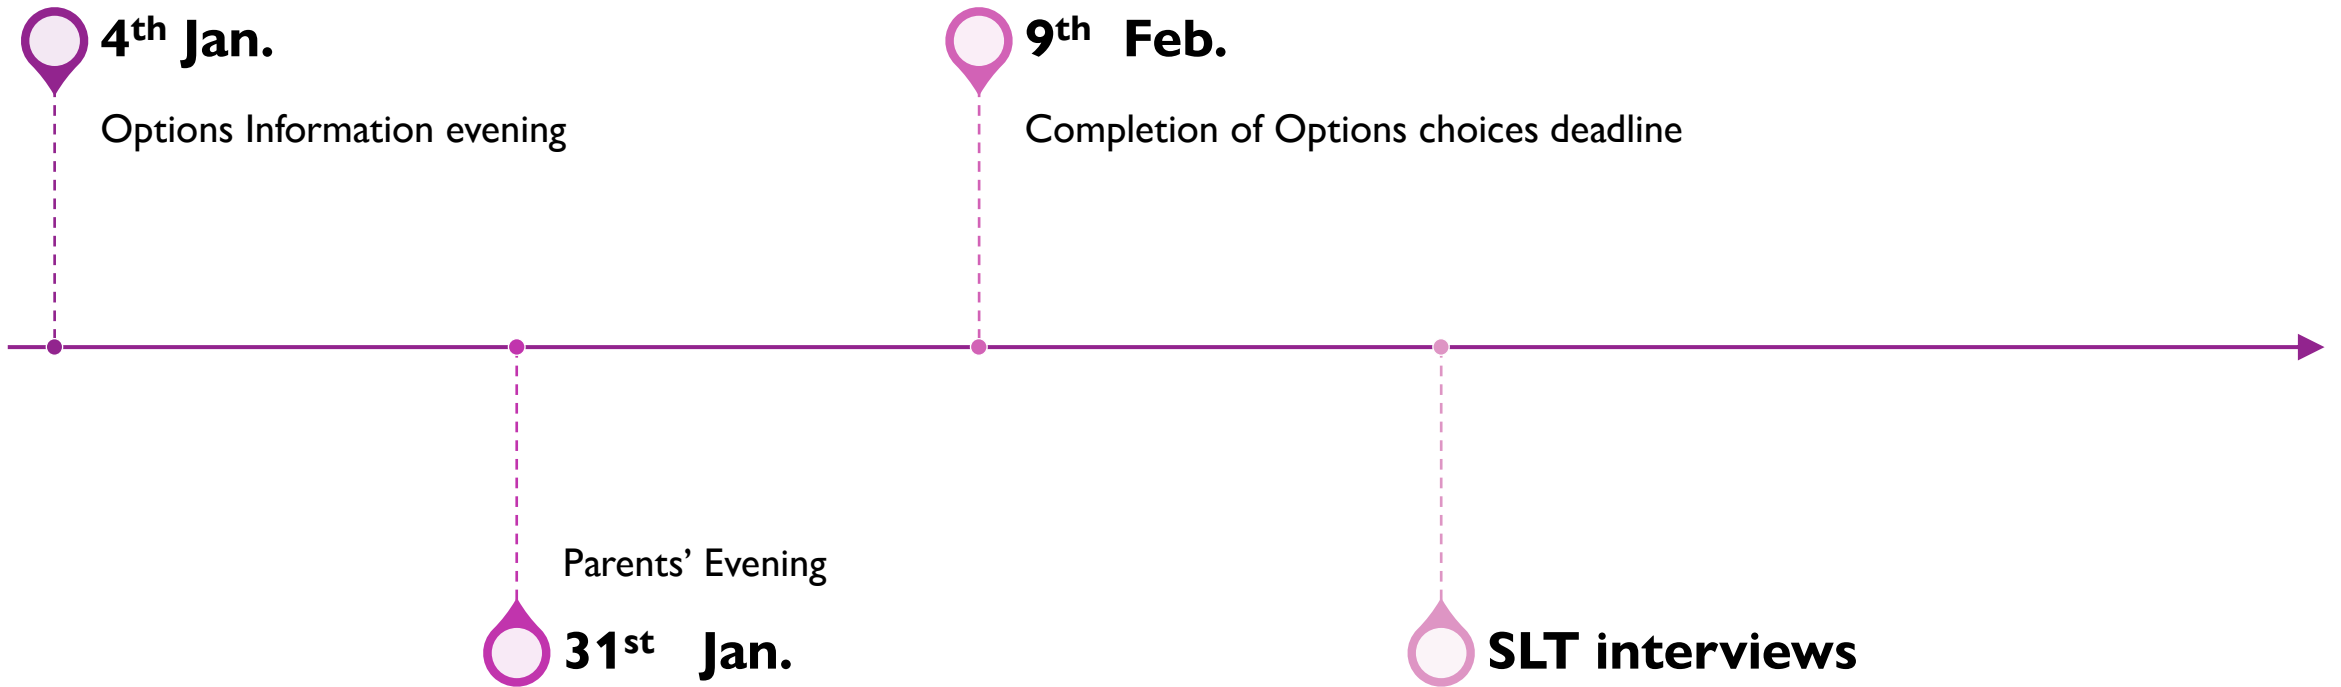 4th Jan.
Options Information evening
9th Feb.
Completion of Options choices deadline
Parents’ Evening
31st Jan.
SLT interviews